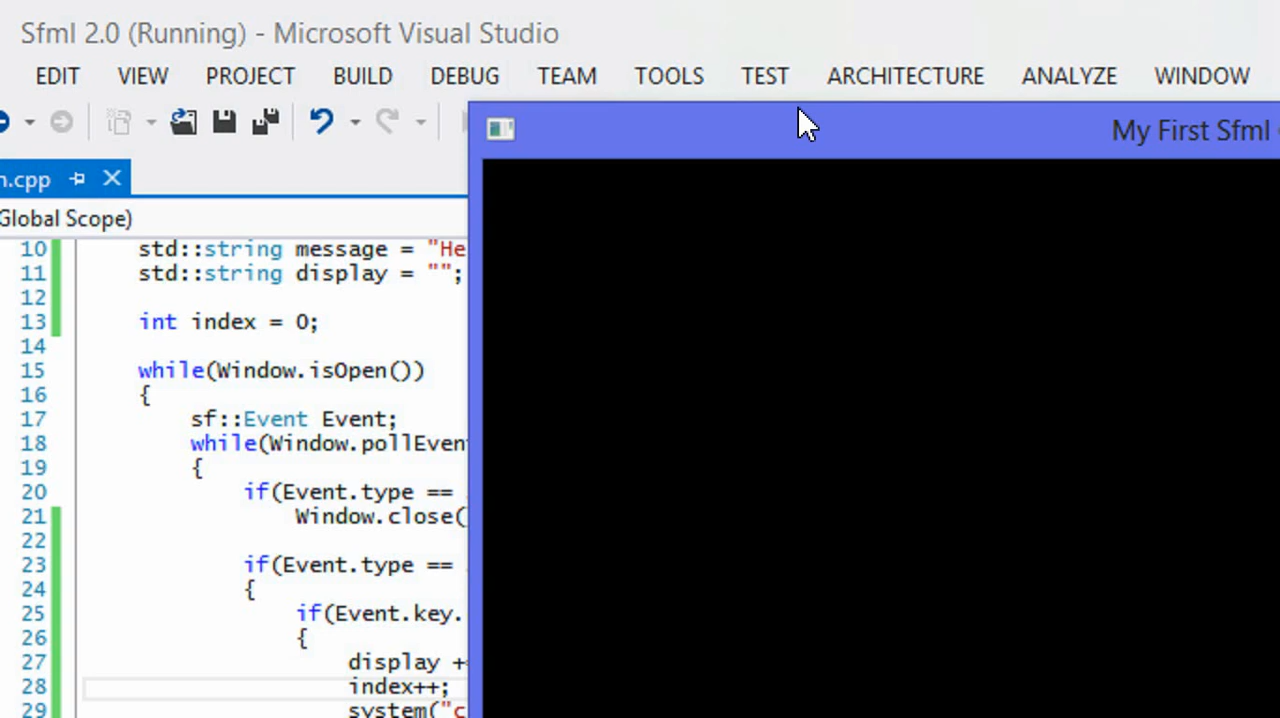 Sfml 2.0 (Running) - Microsoft Visual Studio
EDIT VIEW PROJECT BUILD DEBUG TEAM TOOLS TEST ARCHITECTURE ANALYZE WINDOW
My First Sfml
n.cpp
Global Scope)
10 std::string message = "He
11 std::string display = "";
12
13 int index = 0;
14
15 while(Window.isOpen())
16 {
17 sf::Event Event;
18 while(Window.pollEven
19 {
20 if(Event.type ==
21 Window.close(
22
23 if(Event.type ==
24 {
25 if(Event.key.
26 {
27 display +
28 index++;
29 system("c